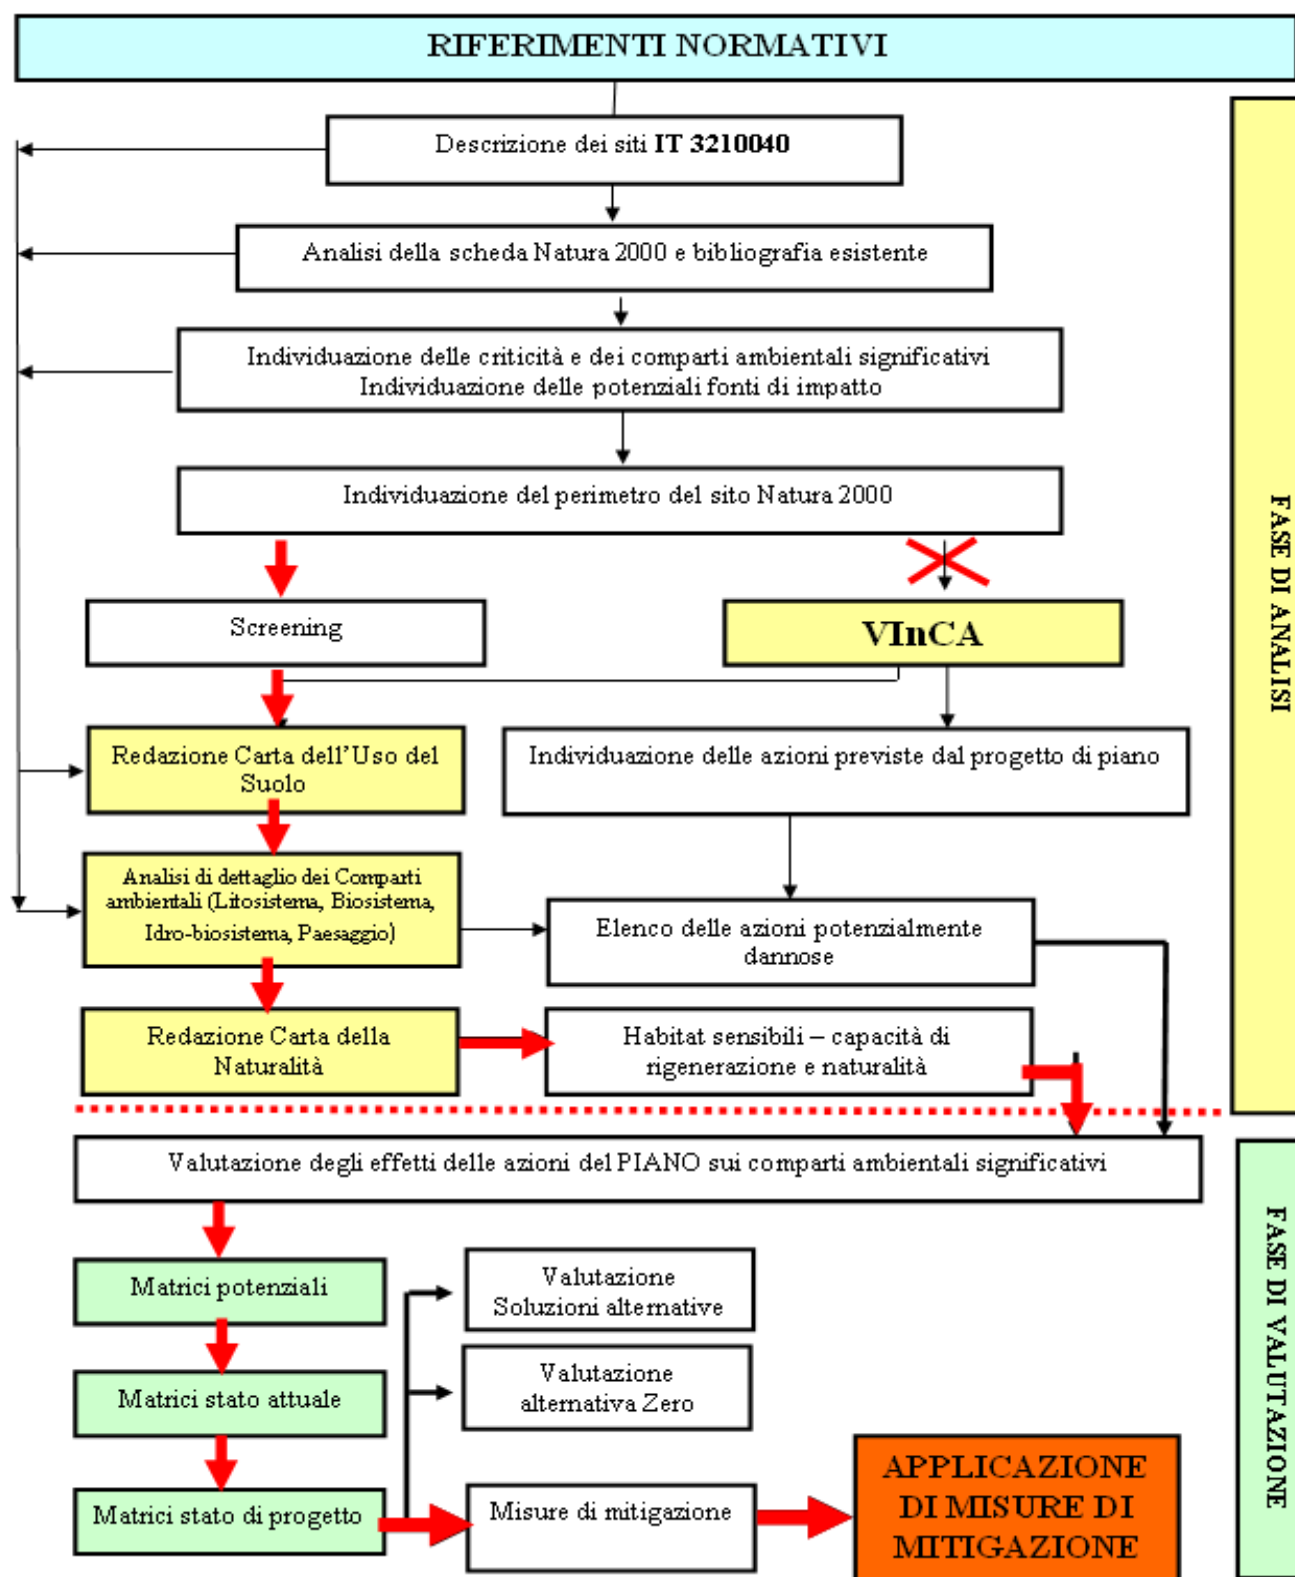 RIFERIMENTI NORMATIVI
Descrizione dei siti IT 3210040
Analisi della scheda Natura 2000 e bibliografia esistente
Individuazione delle criticità e dei comparti ambientali significativi
Individuazione delle potenziali fonti di impatto
Individuazione del perimetro del sito Natura 2000
Screening
VInCA
Redazione Carta dell'Uso del
Suolo
Individuazione delle azioni previste dal progetto di piano
Analisi di dettaglio dei Comparti
ambientali (Litosistema, Biosistema,
Idro-biosistema, Paesaggio)
Elenco delle azioni potenzialmente
dannose
Redazione Carta della
Naturalità
Habitat sensibili – capacità di
rigenerazione e naturalità
FASE DI ANALISI
Valutazione degli effetti delle azioni del PIANO sui comparti ambientali significativi
Matrici potenziali
Valutazione
Soluzioni alternative
Matrici stato attuale
Valutazione
alternativa Zero
Matrici stato di progetto
Misure di mitigazione
APPLICAZIONE
DI MISURE DI
MITIGAZIONE
FASE DI VALUTAZIONE